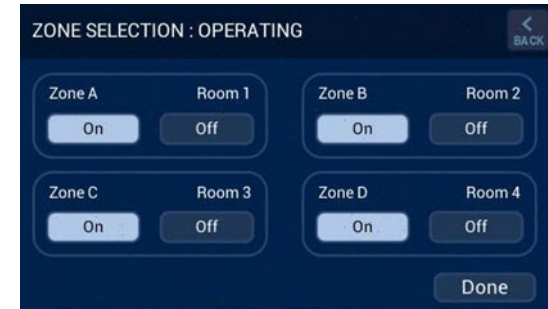 ZONE SELECTION : OPERATING
BACK
Zone A Room 1
On Off
Zone B Room 2
On Off
Zone C Room 3
On Off
Zone D Room 4
On Off
Done